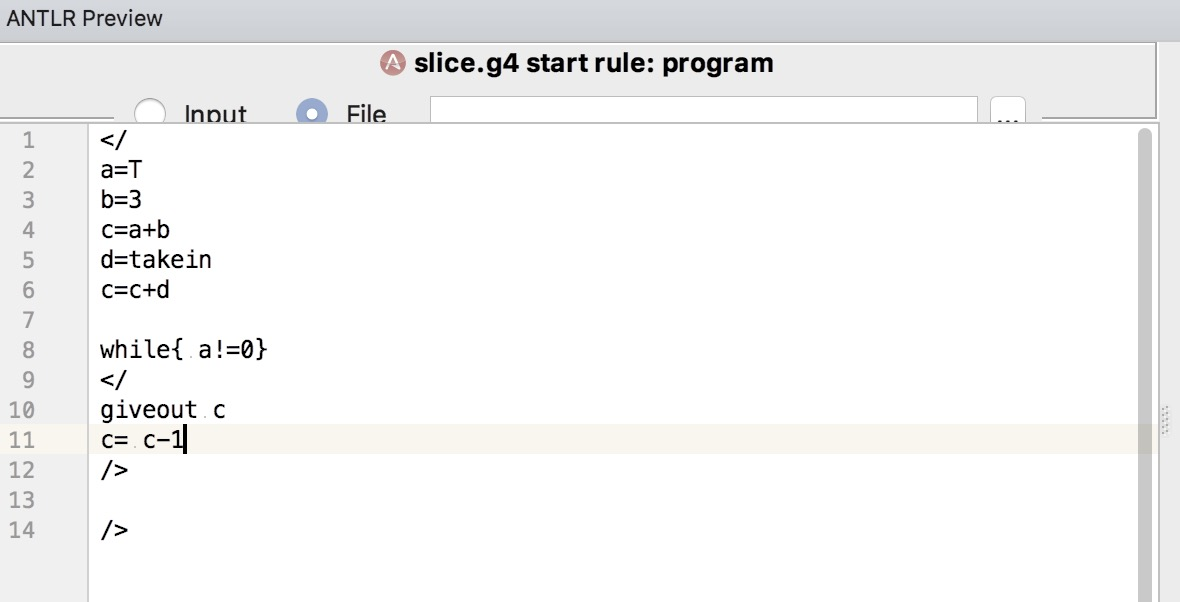 ANTLR Preview
slice.g4 start rule: program
Input File ...
1 </
2 a=T
3 b=3
4 c=a+b
5 d=takein
6 c=c+d
7
8 while{ a!=0}
9 </
10 giveout c
11 c= c-1
12 />
13
14 />